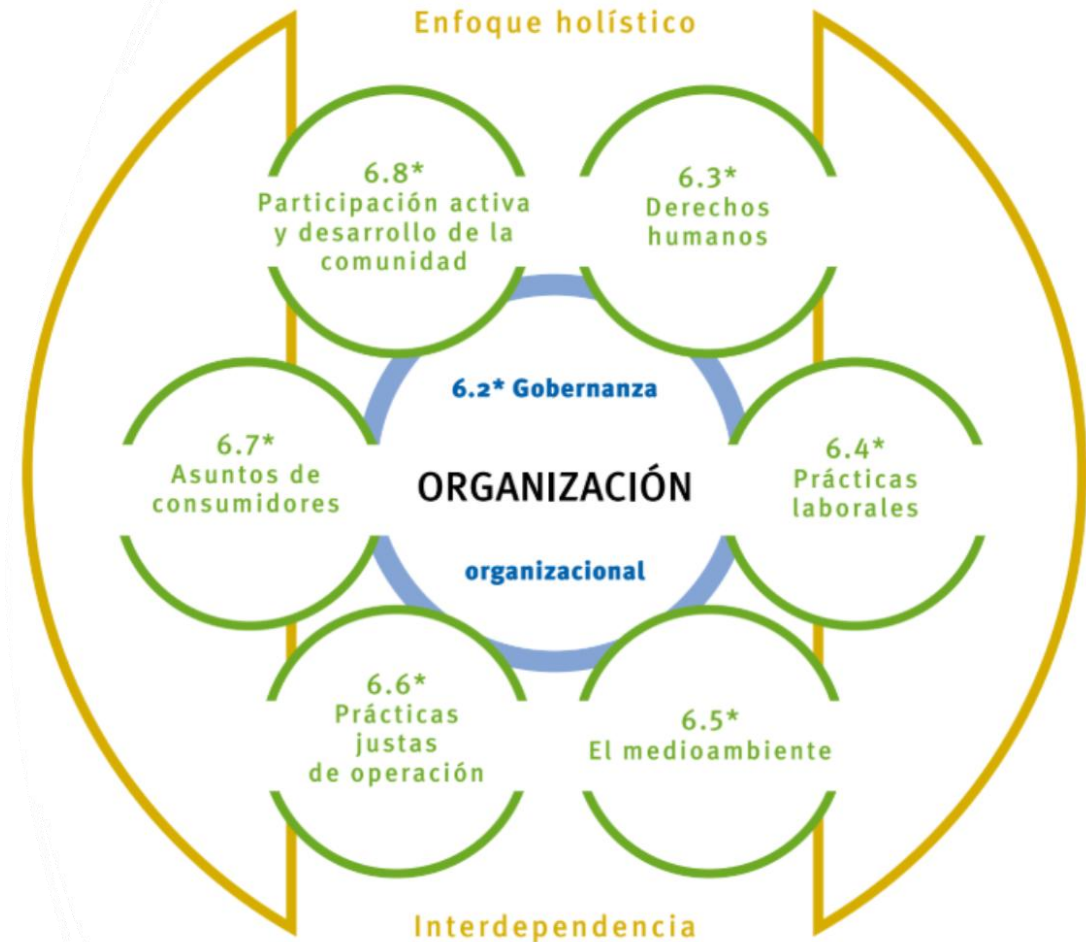 Enfoque holístico
6.8*
Participación activa
y desarrollo de la
comunidad
6.3*
Derechos
humanos
6.2* Gobernanza
6.7*
Asuntos de
consumidores
ORGANIZACIÓN
6.4*
Prácticas
laborales
organizacional
6.6*
Prácticas
justas
de operación
6.5*
El medioambiente
Interdependencia